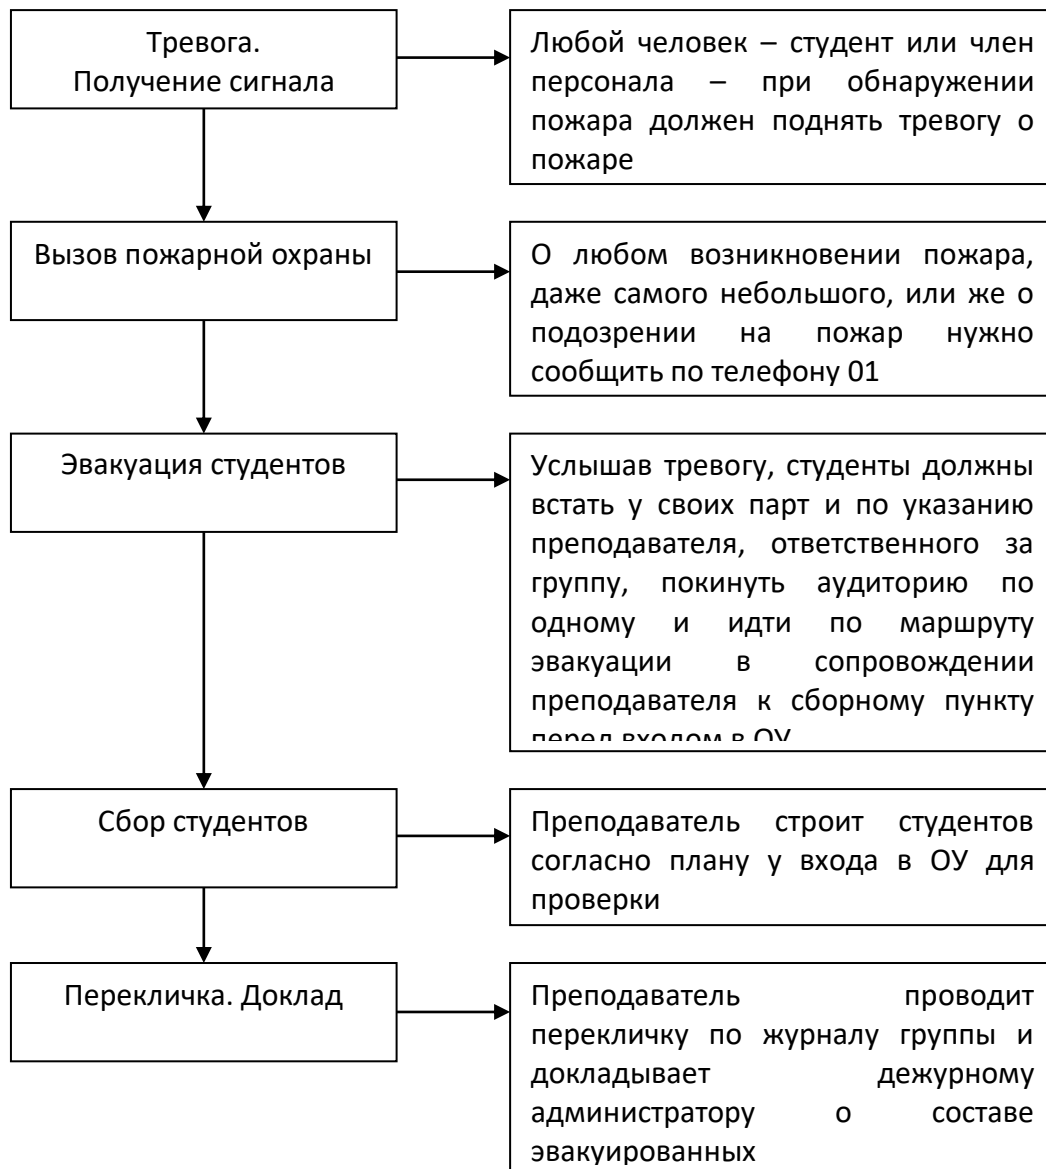 Тревога.
Получение сигнала
Любой человек – студент или член
персонала – при обнаружении
пожара должен поднять тревогу о
пожаре
Вызов пожарной охраны
О любом возникновении пожара,
даже самого небольшого, или же о
подозрении на пожар нужно
сообщить по телефону 01
Эвакуация студентов
Услышав тревогу, студенты должны
встать у своих парт и по указанию
преподавателя, ответственного за
группу, покинуть аудиторию по
одному и идти по маршруту
эвакуации в сопровождении
преподавателя к сборному пункту
перед входом в ОУ
Сбор студентов
Преподаватель строит студентов
согласно плану у входа в ОУ для
проверки
Перекличка. Доклад
Преподаватель проводит
перекличку по журналу группы и
докладывает дежурному
администратору о составе
эвакуированных